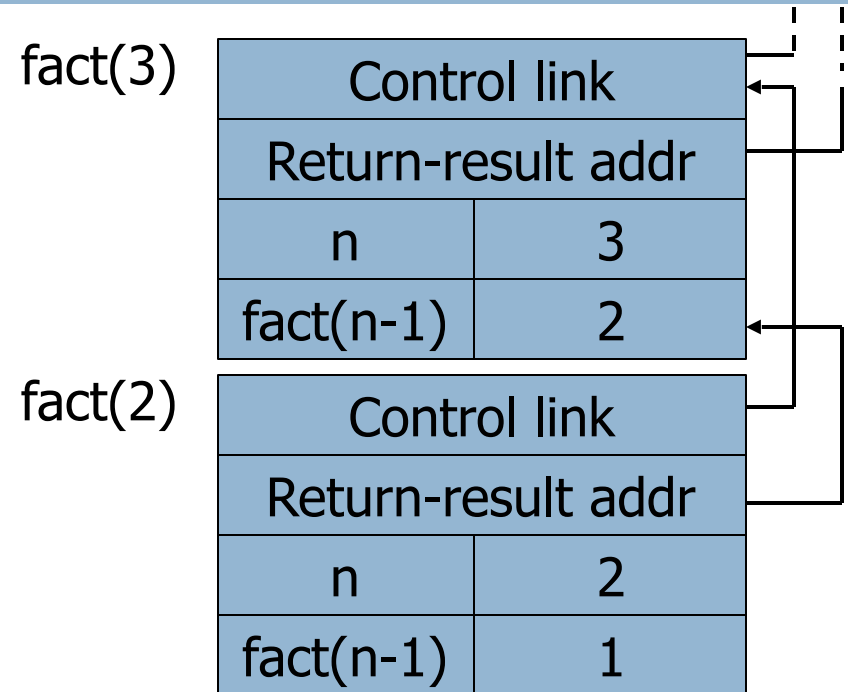 fact(3)
Control link
Return-result addr
n 3
fact(n-1) 2
fact(2)
Control link
Return-result addr
n 2
fact(n-1) 1